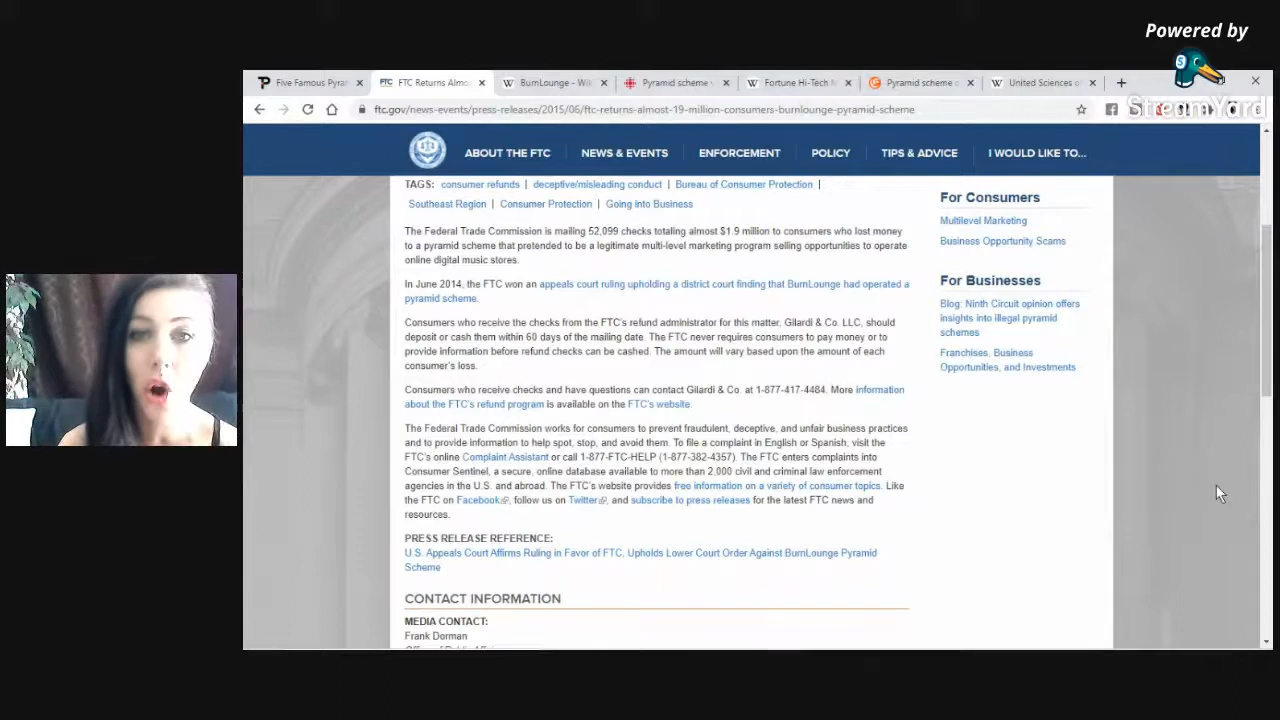 Powered by
StreamYard
Five Famous Pyrar
FTC Returns Almo
BurnLounge - Wik
Pyramid scheme
Fortune Hi-Tech M
Pyramid scheme o
United Sciences o
ftc.gov/news-events/press-releases/2015/06/ftc-returns-almost-19-million-consumers-burnlounge-pyramid-scheme
ABOUT THE FTC
NEWS & EVENTS
ENFORCEMENT
POLICY
TIPS & ADVICE
I WOULD LIKE TO...
TAGS: consumer refunds | deceptive/misleading conduct | Bureau of Consumer Protection |
Southeast Region | Consumer Protection | Going into Business
The Federal Trade Commission is mailing 52,099 checks totaling almost $1.9 million to consumers who lost money
to a pyramid scheme that pretended to be a legitimate multi-level marketing program selling opportunities to operate
online digital music stores.
In June 2014, the FTC won an appeals court ruling upholding a district court finding that BurnLounge had operated a
pyramid scheme.
Consumers who receive the checks from the FTC's refund administrator for this matter, Gilardi & Co. LLC, should
deposit or cash them within 60 days of the mailing date. The FTC never requires consumers to pay money or to
provide information before refund checks can be cashed. The amount will vary based upon the amount of each
consumer's loss.
Consumers who receive checks and have questions can contact Gilardi & Co. at 1-877-417-4484. More information
about the FTC's refund program is available on the FTC's website.
The Federal Trade Commission works for consumers to prevent fraudulent, deceptive, and unfair business practices
and to provide information to help spot, stop, and avoid them. To file a complaint in English or Spanish, visit the
FTC's online Complaint Assistant or call 1-877-FTC-HELP (1-877-382-4357). The FTC enters complaints into
Consumer Sentinel, a secure, online database available to more than 2,000 civil and criminal law enforcement
agencies in the U.S. and abroad. The FTC's website provides free information on a variety of consumer topics. Like
the FTC on Facebook, follow us on Twitter, and subscribe to press releases for the latest FTC news and
resources.
PRESS RELEASE REFERENCE:
U.S. Appeals Court Affirms Ruling in Favor of FTC, Upholds Lower Court Order Against BurnLounge Pyramid
Scheme
CONTACT INFORMATION
MEDIA CONTACT:
Frank Dorman
For Consumers
Multilevel Marketing
Business Opportunity Scams
For Businesses
Blog: Ninth Circuit opinion offers
insights into illegal pyramid
schemes
Franchises, Business
Opportunities, and Investments